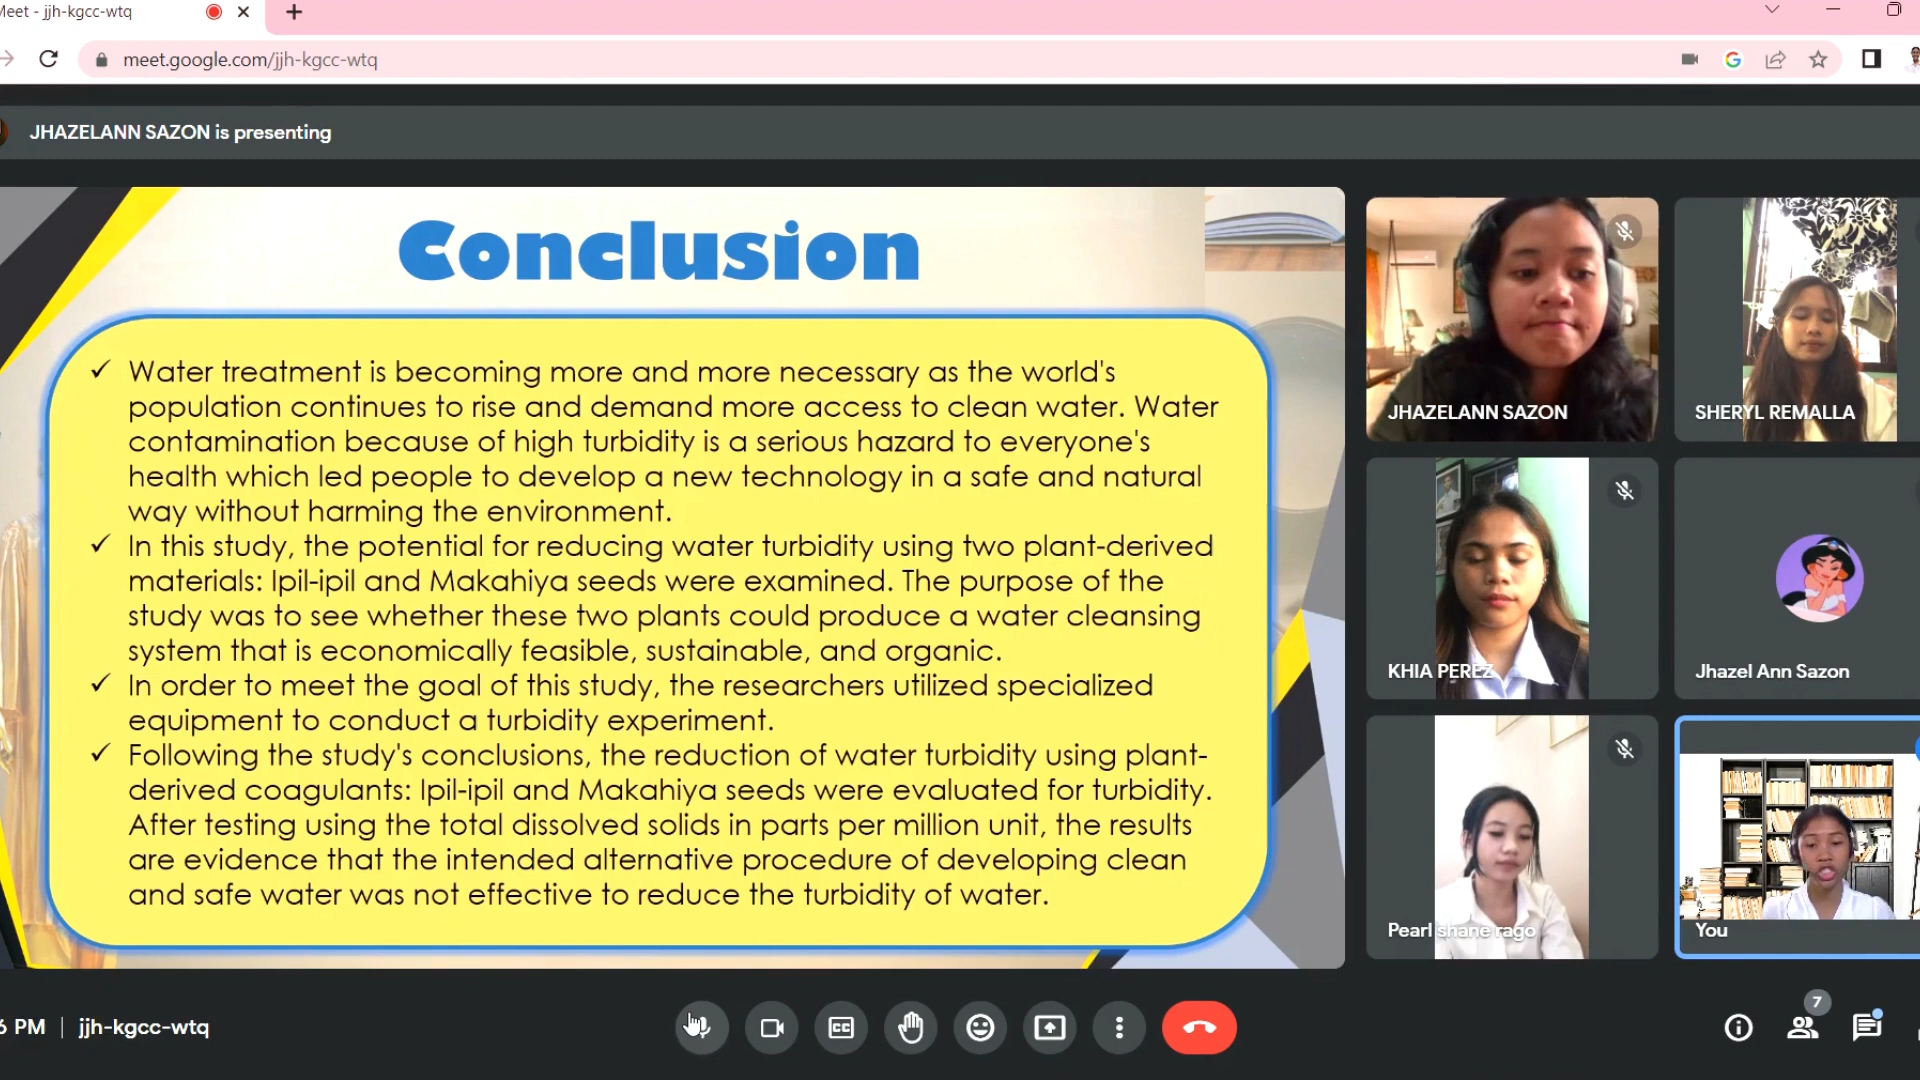 Meet - jjh-kgcc-wtq
meet.google.com/jjh-kgcc-wtq
JHAZELANN SAZON is presenting
Conclusion
✓ Water treatment is becoming more and more necessary as the world's
population continues to rise and demand more access to clean water. Water
contamination because of high turbidity is a serious hazard to everyone's
health which led people to develop a new technology in a safe and natural
way without harming the environment.
✓ In this study, the potential for reducing water turbidity using two plant-derived
materials: Ipil-ipil and Makahiya seeds were examined. The purpose of the
study was to see whether these two plants could produce a water cleansing
system that is economically feasible, sustainable, and organic.
✓ In order to meet the goal of this study, the researchers utilized specialized
equipment to conduct a turbidity experiment.
✓ Following the study's conclusions, the reduction of water turbidity using plant-
derived coagulants: Ipil-ipil and Makahiya seeds were evaluated for turbidity.
After testing using the total dissolved solids in parts per million unit, the results
are evidence that the intended alternative procedure of developing clean
and safe water was not effective to reduce the turbidity of water.
JHAZELANN SAZON
SHERYL REMALLA
KHIA PEREZ
Jhazel Ann Sazon
Pearl shane rago
You
6 PM | jjh-kgcc-wtq
CC
7